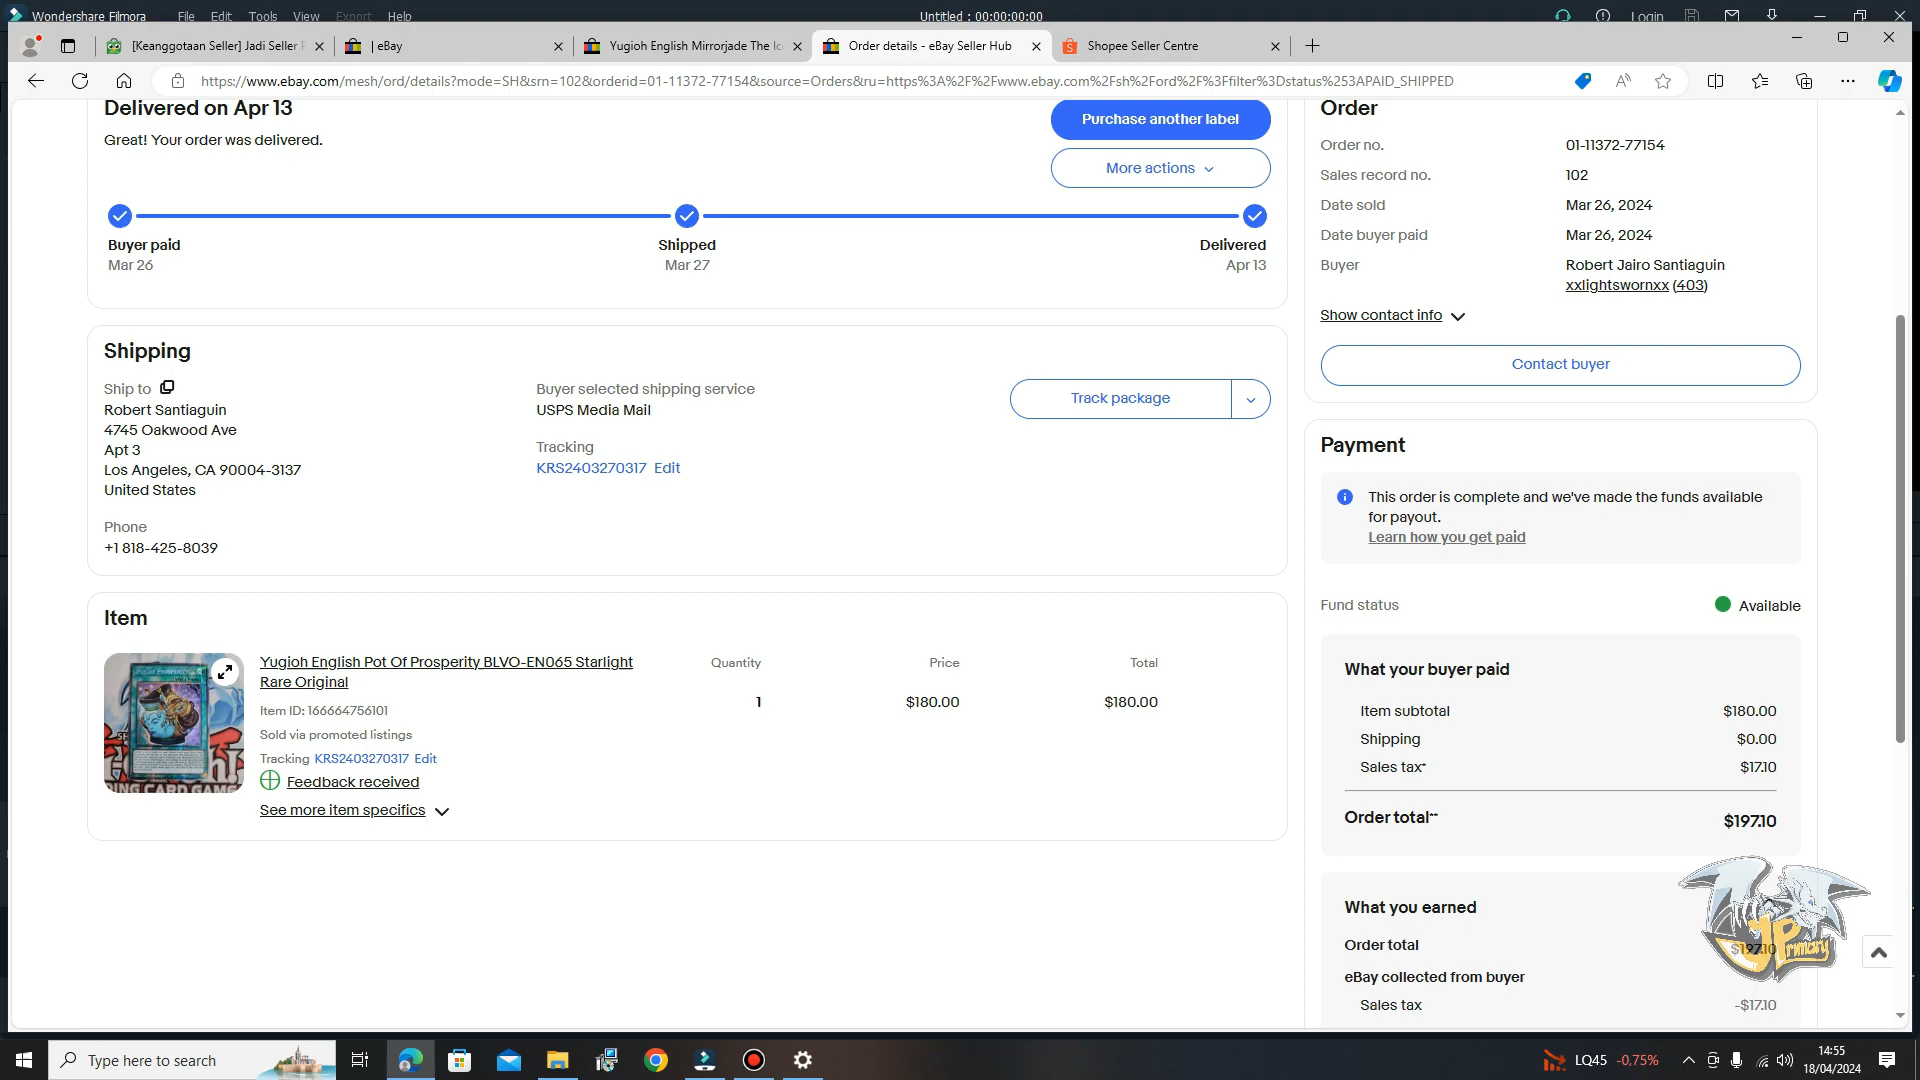 Wondershare Filmora File Edit Tools View Export Help Untitled : 00:00:00:00 Login
[Keanggotaan Seller] Jadi Seller
| eBay
Yugioh English Mirrorjade The Ic
Order details - eBay Seller Hub
Shopee Seller Centre
https://www.ebay.com/mesh/ord/details?mode=SH&srn=102&orderid=01-11372-77154&source=Orders&ru=https%3A%2F%2Fwww.ebay.com%2Fsh%2Ford%2F%3Ffilter%3Dstatus%253APAID_SHIPPED
Delivered on Apr 13
Great! Your order was delivered.
Purchase another label
More actions
Buyer paid
Mar 26
Shipped
Mar 27
Delivered
Apr 13
Shipping
Ship to
Robert Santiaguin
4745 Oakwood Ave
Apt 3
Los Angeles, CA 90004-3137
United States
Phone
+1 818-425-8039
Buyer selected shipping service
USPS Media Mail
Tracking
KRS2403270317 Edit
Track package
Item
Yugioh English Pot Of Prosperity BLVO-EN065 Starlight
Rare Original
Item ID: 166664756101
Sold via promoted listings
Tracking KRS2403270317 Edit
Feedback received
See more item specifics
Quantity
1
Price
$180.00
Total
$180.00
Order
Order no. 01-11372-77154
Sales record no. 102
Date sold Mar 26, 2024
Date buyer paid Mar 26, 2024
Buyer Robert Jairo Santiaguin
xxlightswornxx (403)
Show contact info
Contact buyer
Payment
This order is complete and we've made the funds available
for payout.
Learn how you get paid
Fund status Available
What your buyer paid
Item subtotal $180.00
Shipping $0.00
Sales tax* $17.10
Order total** $197.10
What you earned
Order total $197.10
eBay collected from buyer
Sales tax -$17.10
JPrimary
Type here to search
LQ45 -0,75%
14:55
18/04/2024